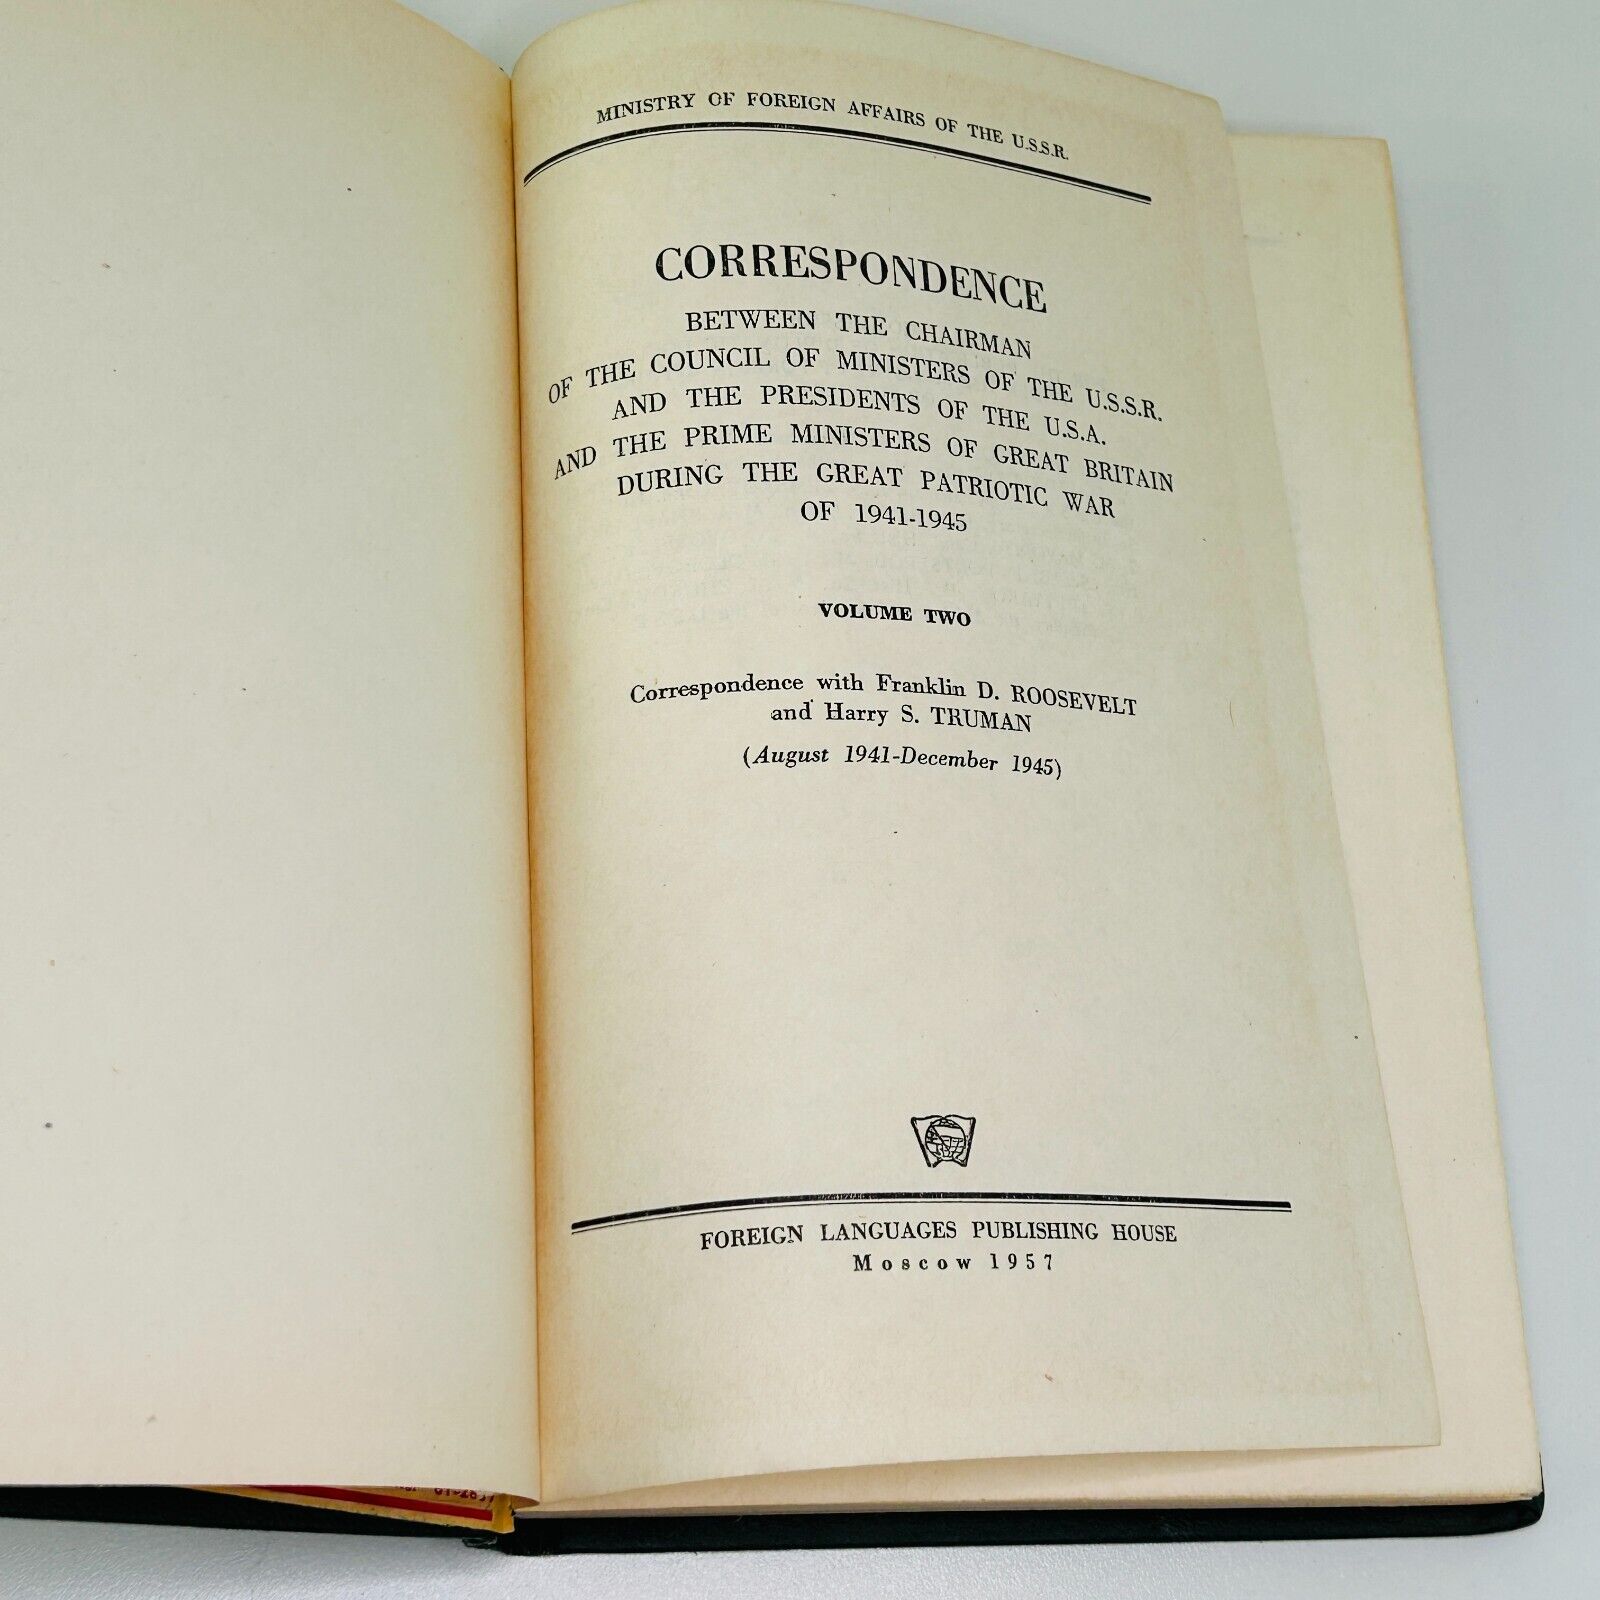 MINISTRY OF FOREIGN AFFAIRS OF THE U.S.S.R.
CORRESPONDENCE
BETWEEN THE CHAIRMAN
OF THE COUNCIL OF MINISTERS OF THE U.S.S.R.
AND THE PRESIDENTS OF THE U.S.A.
AND THE PRIME MINISTERS OF GREAT BRITAIN
DURING THE GREAT PATRIOTIC WAR
OF 1941-1945
VOLUME TWO
Correspondence with Franklin D. ROOSEVELT
and Harry S. TRUMAN
(August 1941-December 1945)
FOREIGN LANGUAGES PUBLISHING HOUSE
Moscow 1957